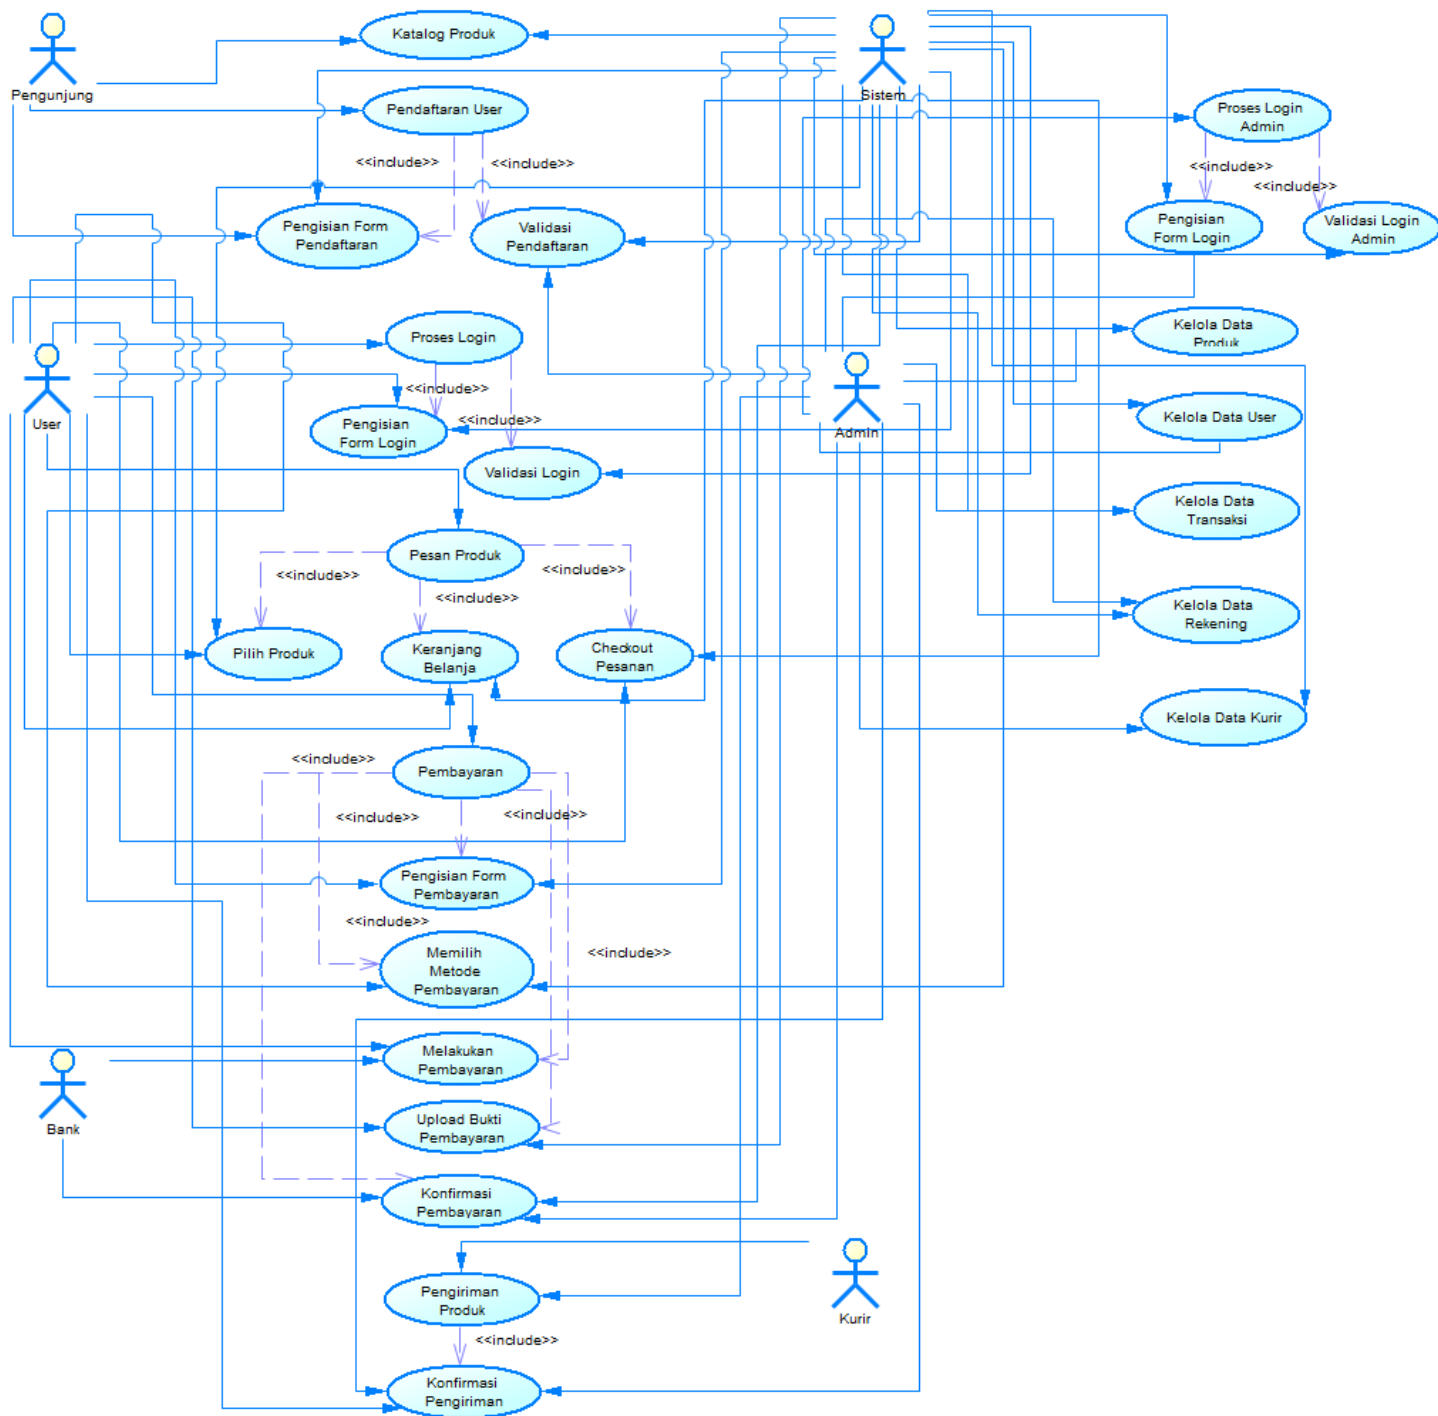 Katalog Produk
Pengunjung
Sistem
Pendaftaran User
Proses Login
Admin
<<include>>
<<include>>
<<include>>
<<include>>
Pengisian Form
Pendaftaran
Validasi
Pendaftaran
Pengisian
Form Login
Validasi Login
Admin
Proses Login
Kelola Data
Produk
User
Admin
<<include>>
<<include>>
Pengisian
Form Login
Kelola Data User
Validasi Login
Kelola Data
Transaksi
Pesan Produk
<<include>>
<<include>>
<<include>>
Kelola Data
Rekening
Pilih Produk
Keranjang
Belanja
Checkout
Pesanan
Kelola Data Kurir
<<include>>
Pembayaran
<<include>>
<<include>>
Pengisian Form
Pembayaran
<<include>>
<<include>>
Memilih
Metode
Pembayaran
Melakukan
Pembayaran
Bank
Upload Bukti
Pembayaran
Konfirmasi
Pembayaran
Pengiriman
Produk
Kurir
<<include>>
Konfirmasi
Pengiriman